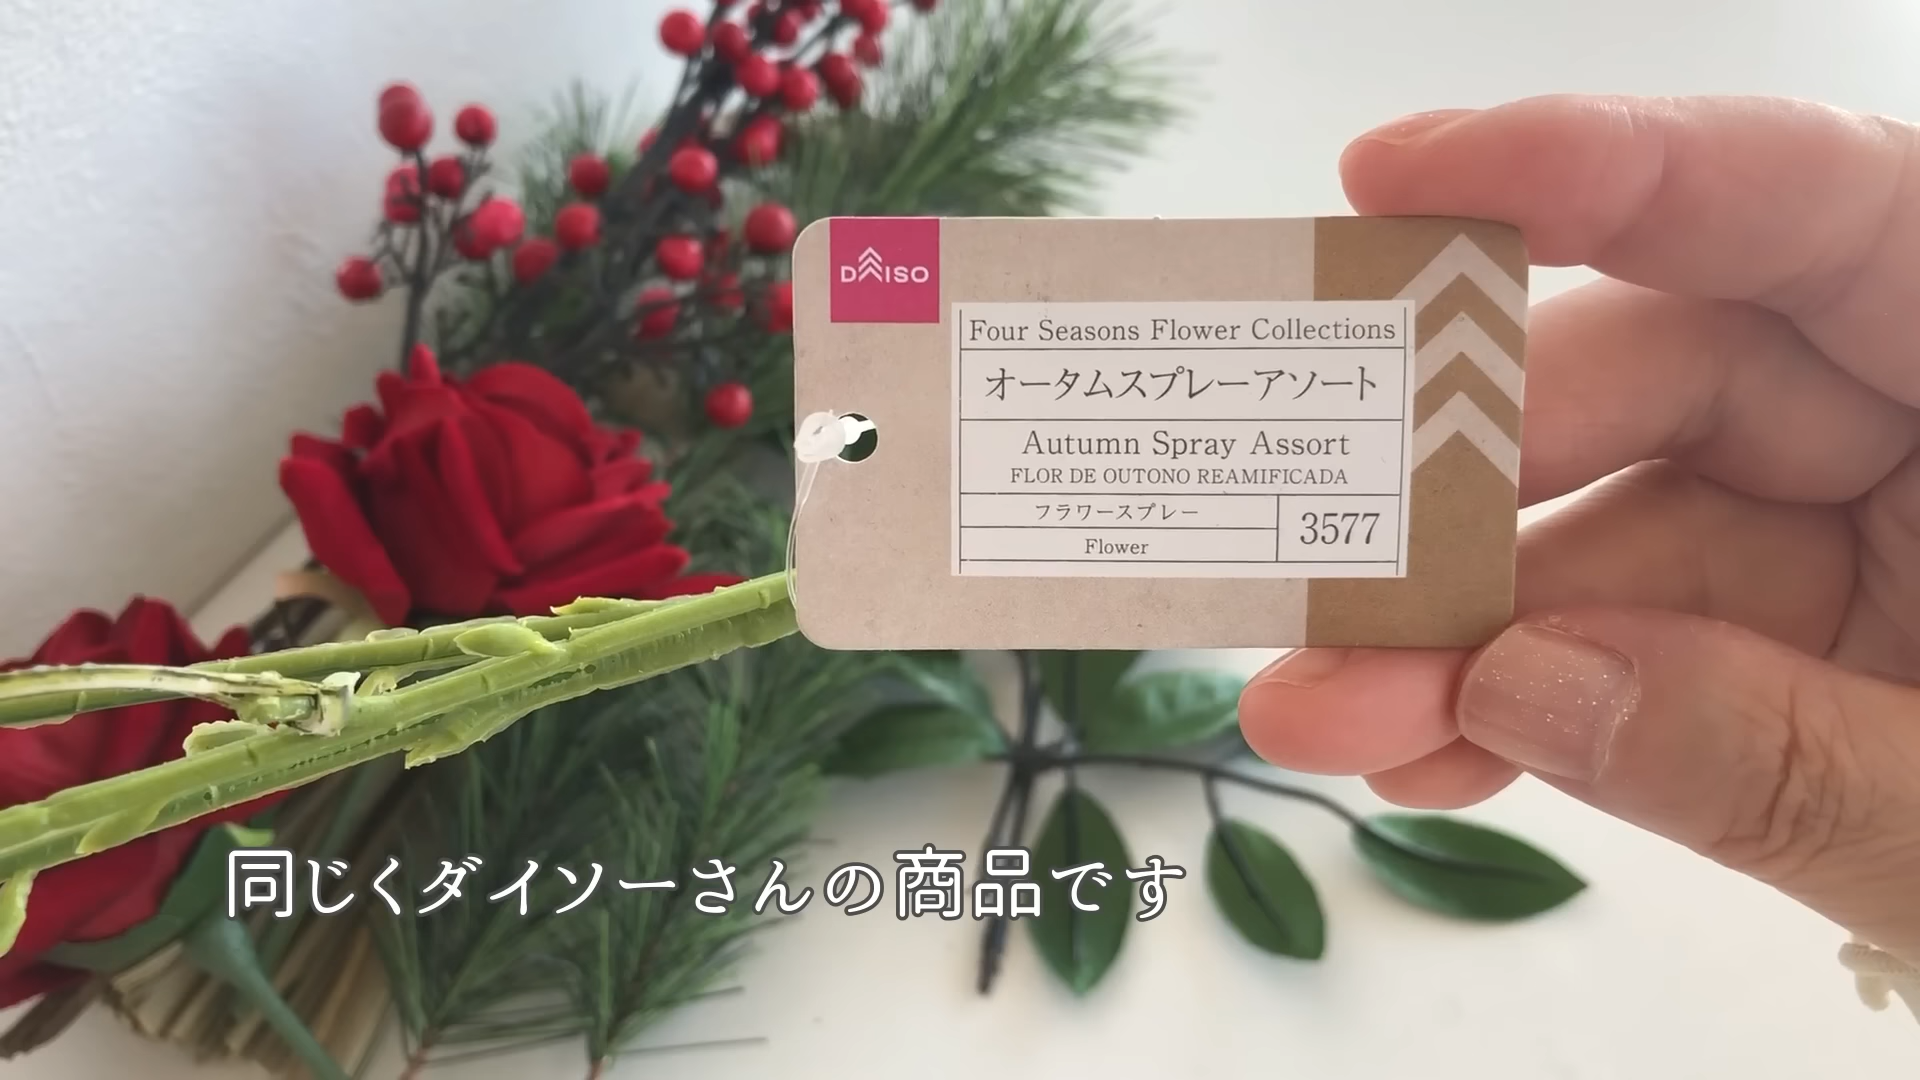 DAISO
Four Seasons Flower Collections
オータムスプレーアソート
Autumn Spray Assort
FLOR DE OUTONO REAMIFICADA
フラワースプレー
3577
Flower
同じくダイソーさんの商品です